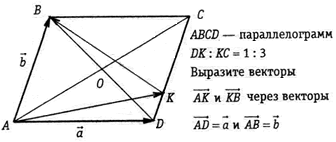 B
C
ABCD — параллелограмм
DK : KC = 1 : 3
b⃗
O
Выразите векторы
K
AK⃗ и KB⃗ через векторы
A
a⃗
D
AD⃗ = a⃗ и AB⃗ = b⃗